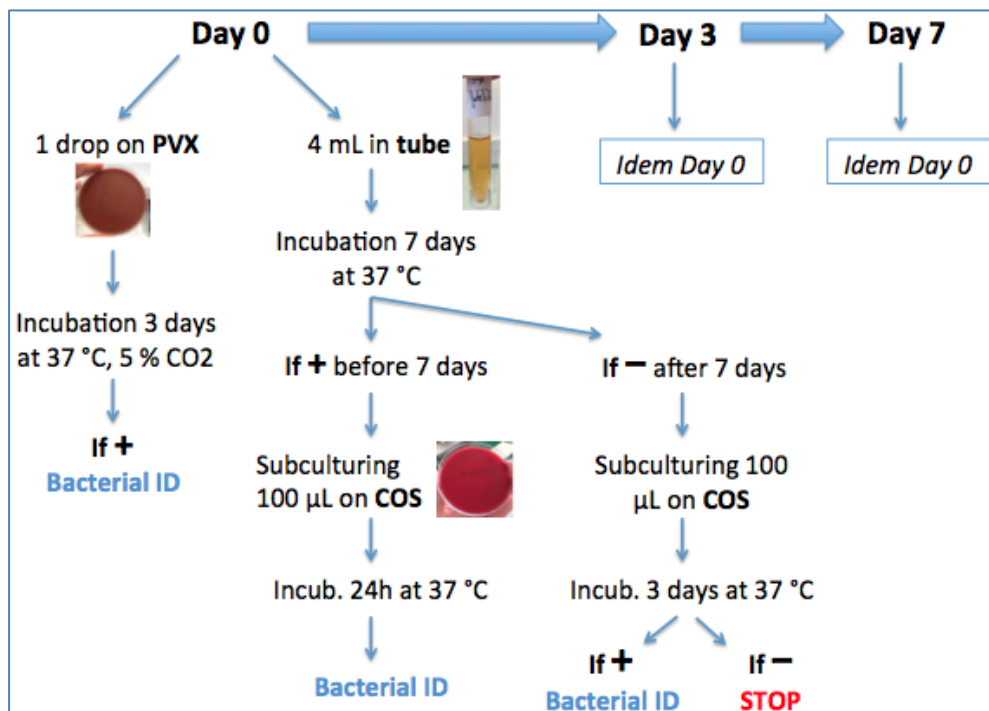 Day 0
Day 3
Day 7
1 drop on PVX
4 mL in tube
Idem Day 0
Idem Day 0
Incubation 7 days
at 37 °C
Incubation 3 days
at 37 °C, 5 % CO2
If + before 7 days
If − after 7 days
If +
Bacterial ID
Subculturing
100 µL on COS
Subculturing 100
µL on COS
Incub. 24h at 37 °C
Incub. 3 days at 37 °C
Bacterial ID
If +
Bacterial ID
If −
STOP